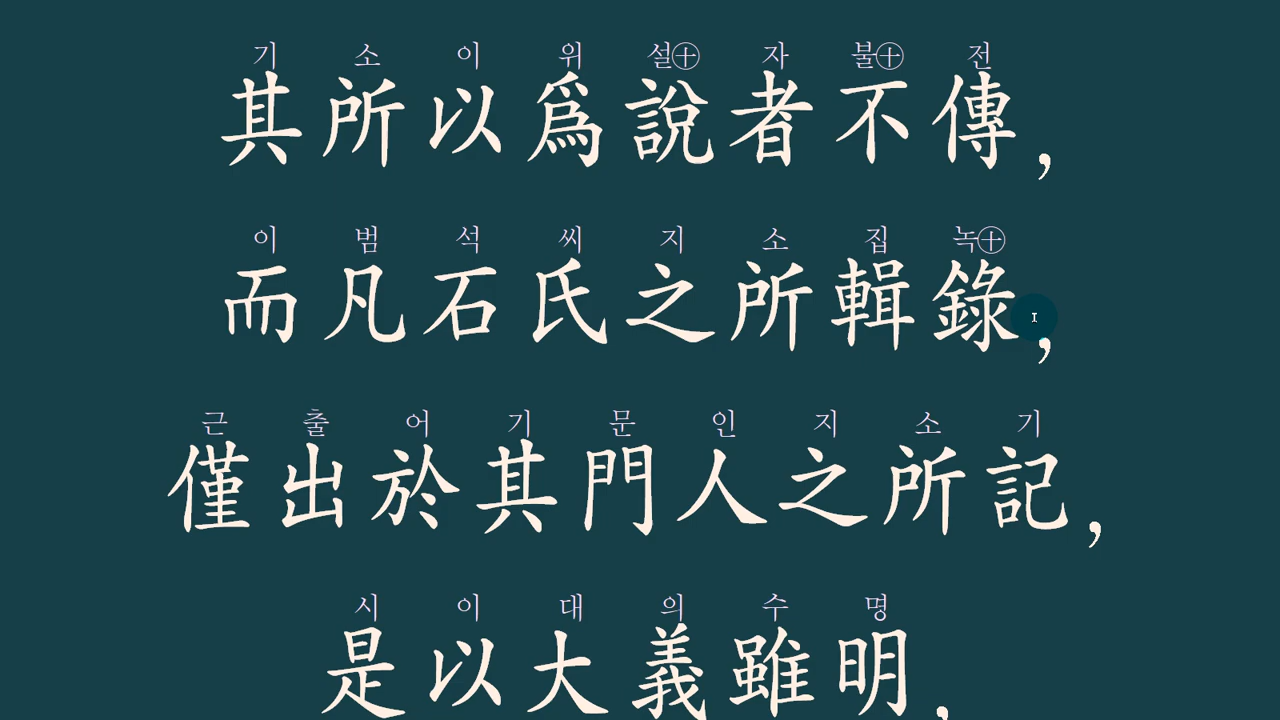 기 소 이 위 설㊉ 자 불㊉ 전
其所以爲說者不傳,
이 범 석 씨 지 소 집 녹㊉
而凡石氏之所輯錄,
근 출 어 기 문 인 지 소 기
僅出於其門人之所記,
시 이 대 의 수 명
是以大義雖明,